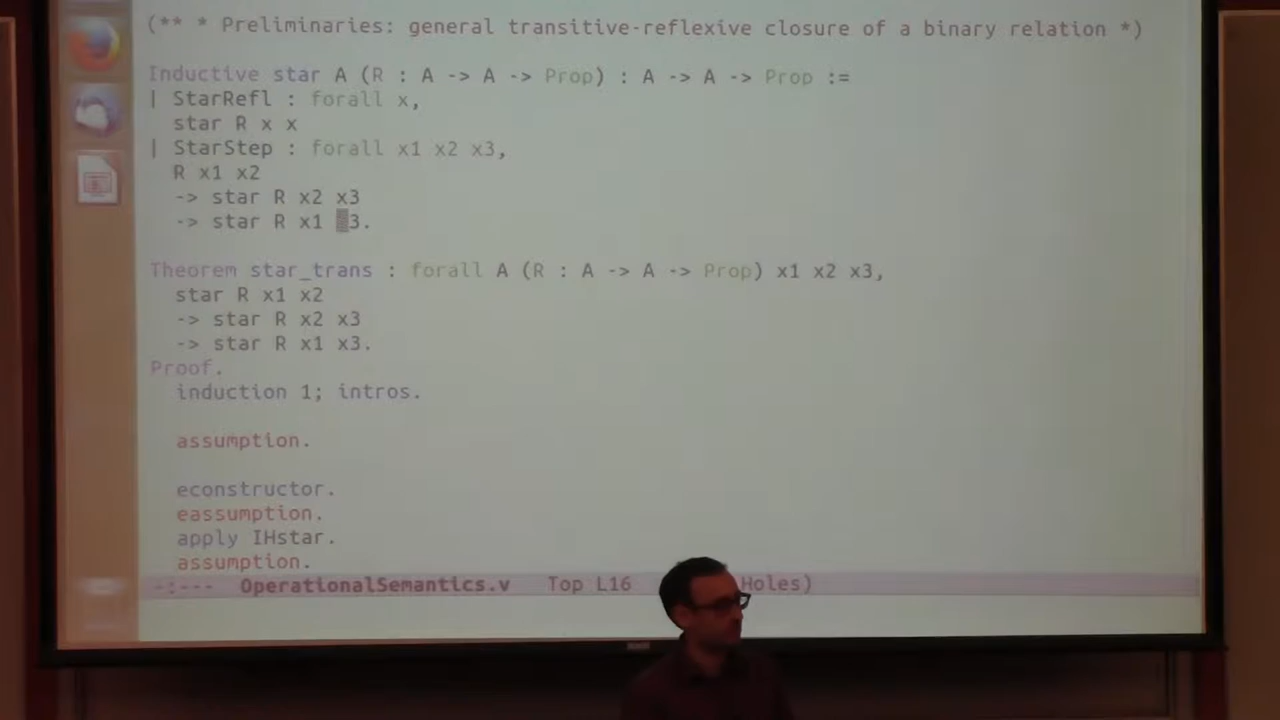 (** * Preliminaries: general transitive-reflexive closure of a binary relation *)
Inductive star A (R : A -> A -> Prop) : A -> A -> Prop :=
| StarRefl : forall x,
star R x x
| StarStep : forall x1 x2 x3,
R x1 x2
-> star R x2 x3
-> star R x1 x3.
Theorem star_trans : forall A (R : A -> A -> Prop) x1 x2 x3,
star R x1 x2
-> star R x2 x3
-> star R x1 x3.
Proof.
induction 1; intros.
assumption.
econstructor.
eassumption.
apply IHstar.
assumption.
-:--- OperationalSemantics.v Top L16 Holes)